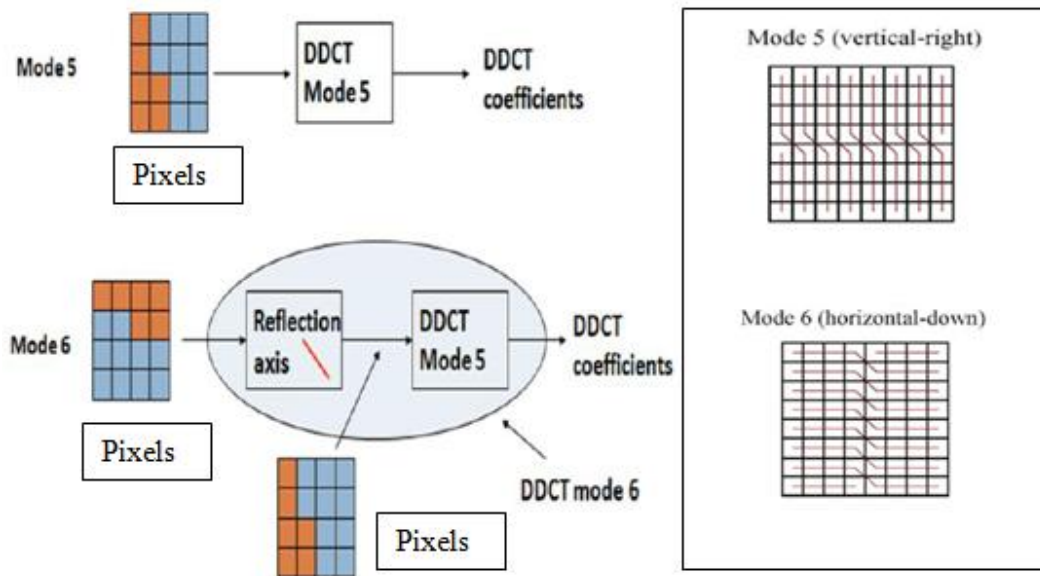 Mode 5
DDCT
Mode 5
DDCT
coefficients
Pixels
Mode 6
Reflection
axis
DDCT
Mode 5
DDCT
coefficients
Pixels
DDCT mode 6
Pixels
Mode 5 (vertical-right)
Mode 6 (horizontal-down)